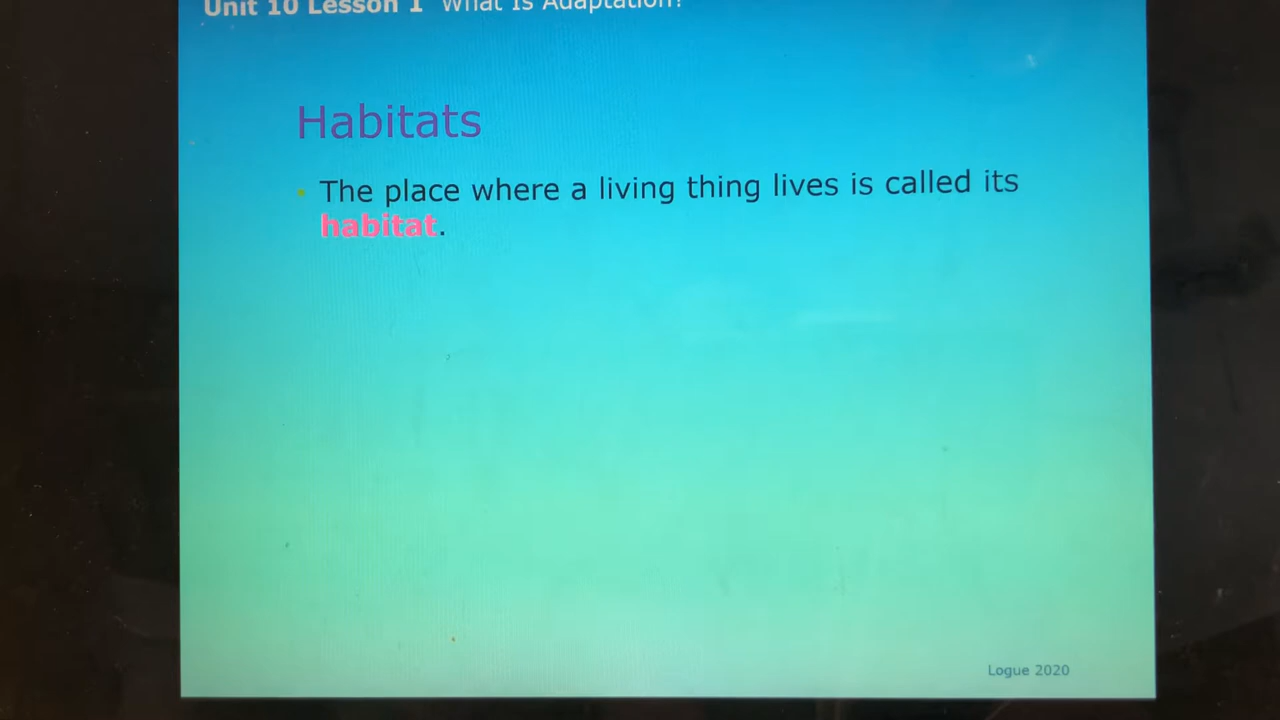 Unit 10 Lesson 1 What Is Adaptation?
Habitats
• The place where a living thing lives is called its
habitat.
Logue 2020